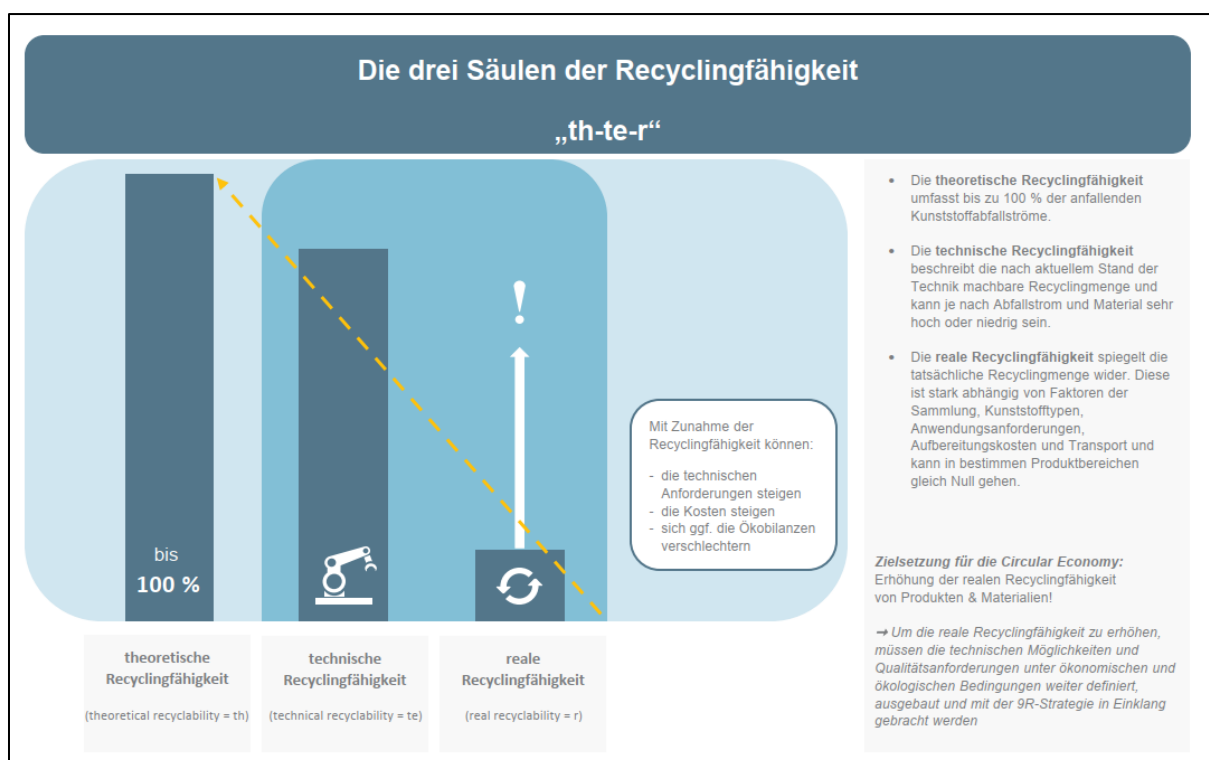 Die drei Säulen der Recyclingfähigkeit
„th-te-r“
bis
100 %
Mit Zunahme der
Recyclingfähigkeit können:
- die technischen
Anforderungen steigen
- die Kosten steigen
- sich ggf. die Ökobilanzen
verschlechtern
!
theoretische
Recyclingfähigkeit
(theoretical recyclability = th)
technische
Recyclingfähigkeit
(technical recyclability = te)
reale
Recyclingfähigkeit
(real recyclability = r)
• Die theoretische Recyclingfähigkeit
umfasst bis zu 100 % der anfallenden
Kunststoffabfallströme.
• Die technische Recyclingfähigkeit
beschreibt die nach aktuellem Stand der
Technik machbare Recyclingmenge und
kann je nach Abfallstrom und Material sehr
hoch oder niedrig sein.
• Die reale Recyclingfähigkeit spiegelt die
tatsächliche Recyclingmenge wider. Diese
ist stark abhängig von Faktoren der
Sammlung, Kunststofftypen,
Anwendungsanforderungen,
Aufbereitungskosten und Transport und
kann in bestimmen Produktbereichen
gleich Null gehen.
Zielsetzung für die Circular Economy:
Erhöhung der realen Recyclingfähigkeit
von Produkten & Materialien!
→ Um die reale Recyclingfähigkeit zu erhöhen,
müssen die technischen Möglichkeiten und
Qualitätsanforderungen unter ökonomischen und
ökologischen Bedingungen weiter definiert,
ausgebaut und mit der 9R-Strategie in Einklang
gebracht werden